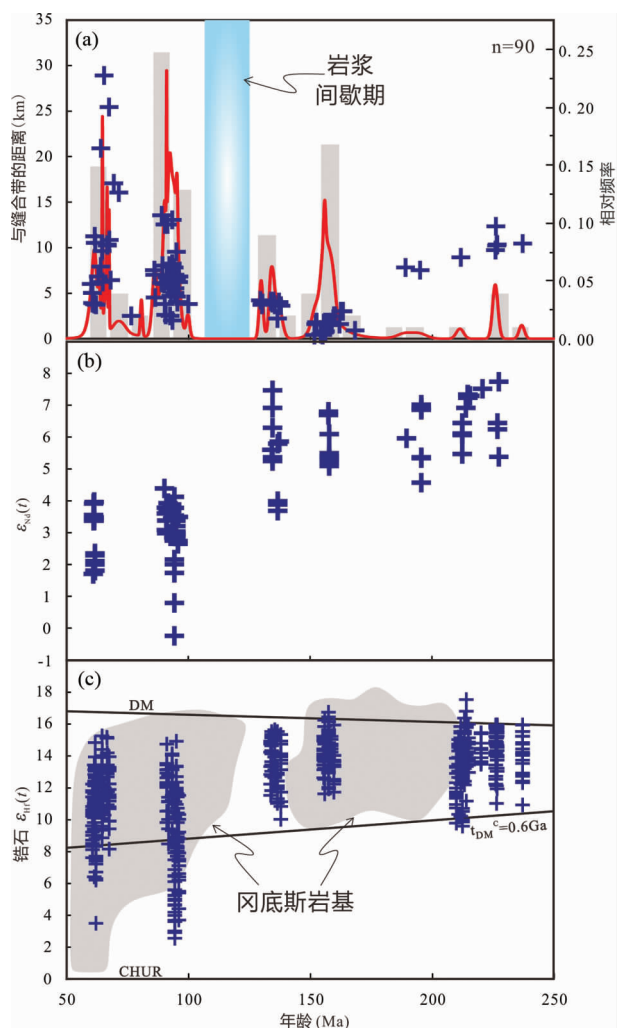 (a)
n=90
岩浆
间歇期
与缝合带的距离(km)
35
30
25
20
15
10
5
0
相对频率
0.25
0.20
0.15
0.10
0.05
0.00
(b)
εNd(t)
8
7
6
5
4
3
2
1
0
-1
(c)
DM
锆石 εHf(t)
18
16
14
12
10
8
6
4
2
0
tDMC=0.6Ga
冈底斯岩基
CHUR
50
100
150
200
250
年龄(Ma)